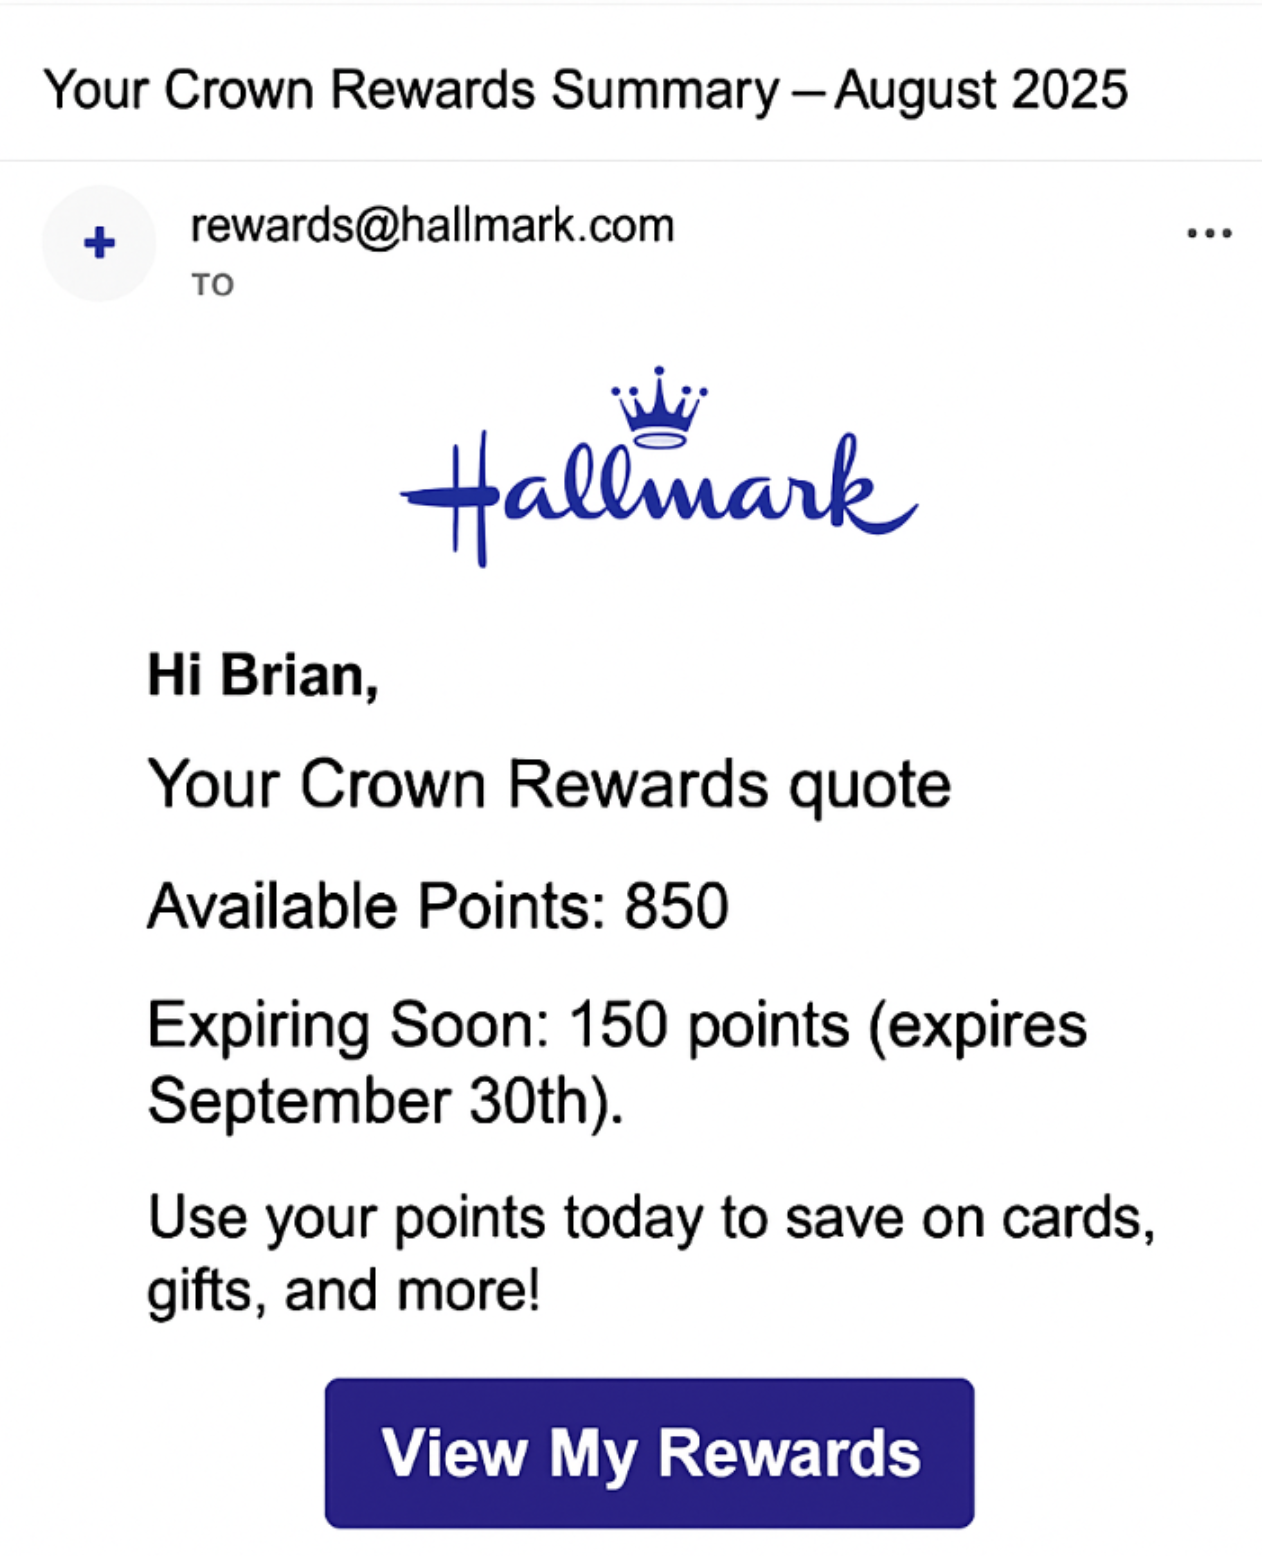 Your Crown Rewards Summary – August 2025
rewards@hallmark.com
TO
Hallmark
Hi Brian,
Your Crown Rewards quote
Available Points: 850
Expiring Soon: 150 points (expires
September 30th).
Use your points today to save on cards,
gifts, and more!
View My Rewards